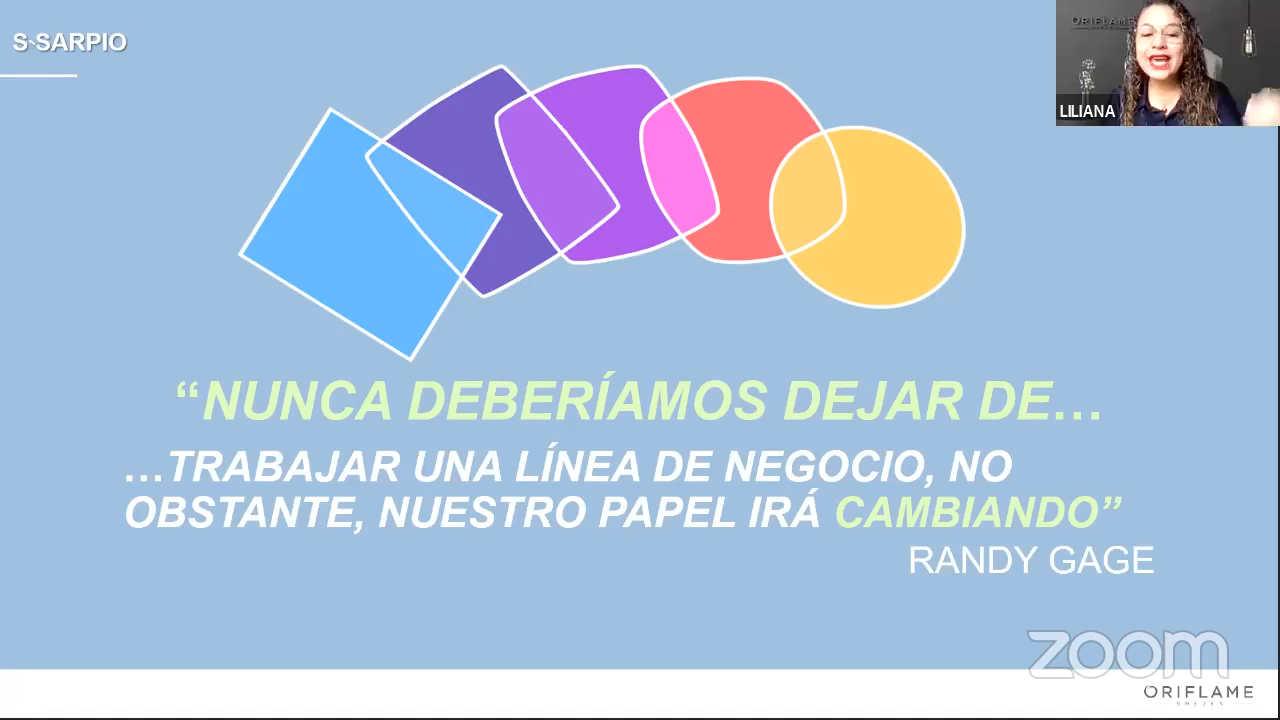 S·SARPIO
ORIFLAME
LILIANA
“NUNCA DEBERÍAMOS DEJAR DE…
…TRABAJAR UNA LÍNEA DE NEGOCIO, NO
OBSTANTE, NUESTRO PAPEL IRÁ CAMBIANDO”
RANDY GAGE
zoom
ORIFLAME
SWEDEN